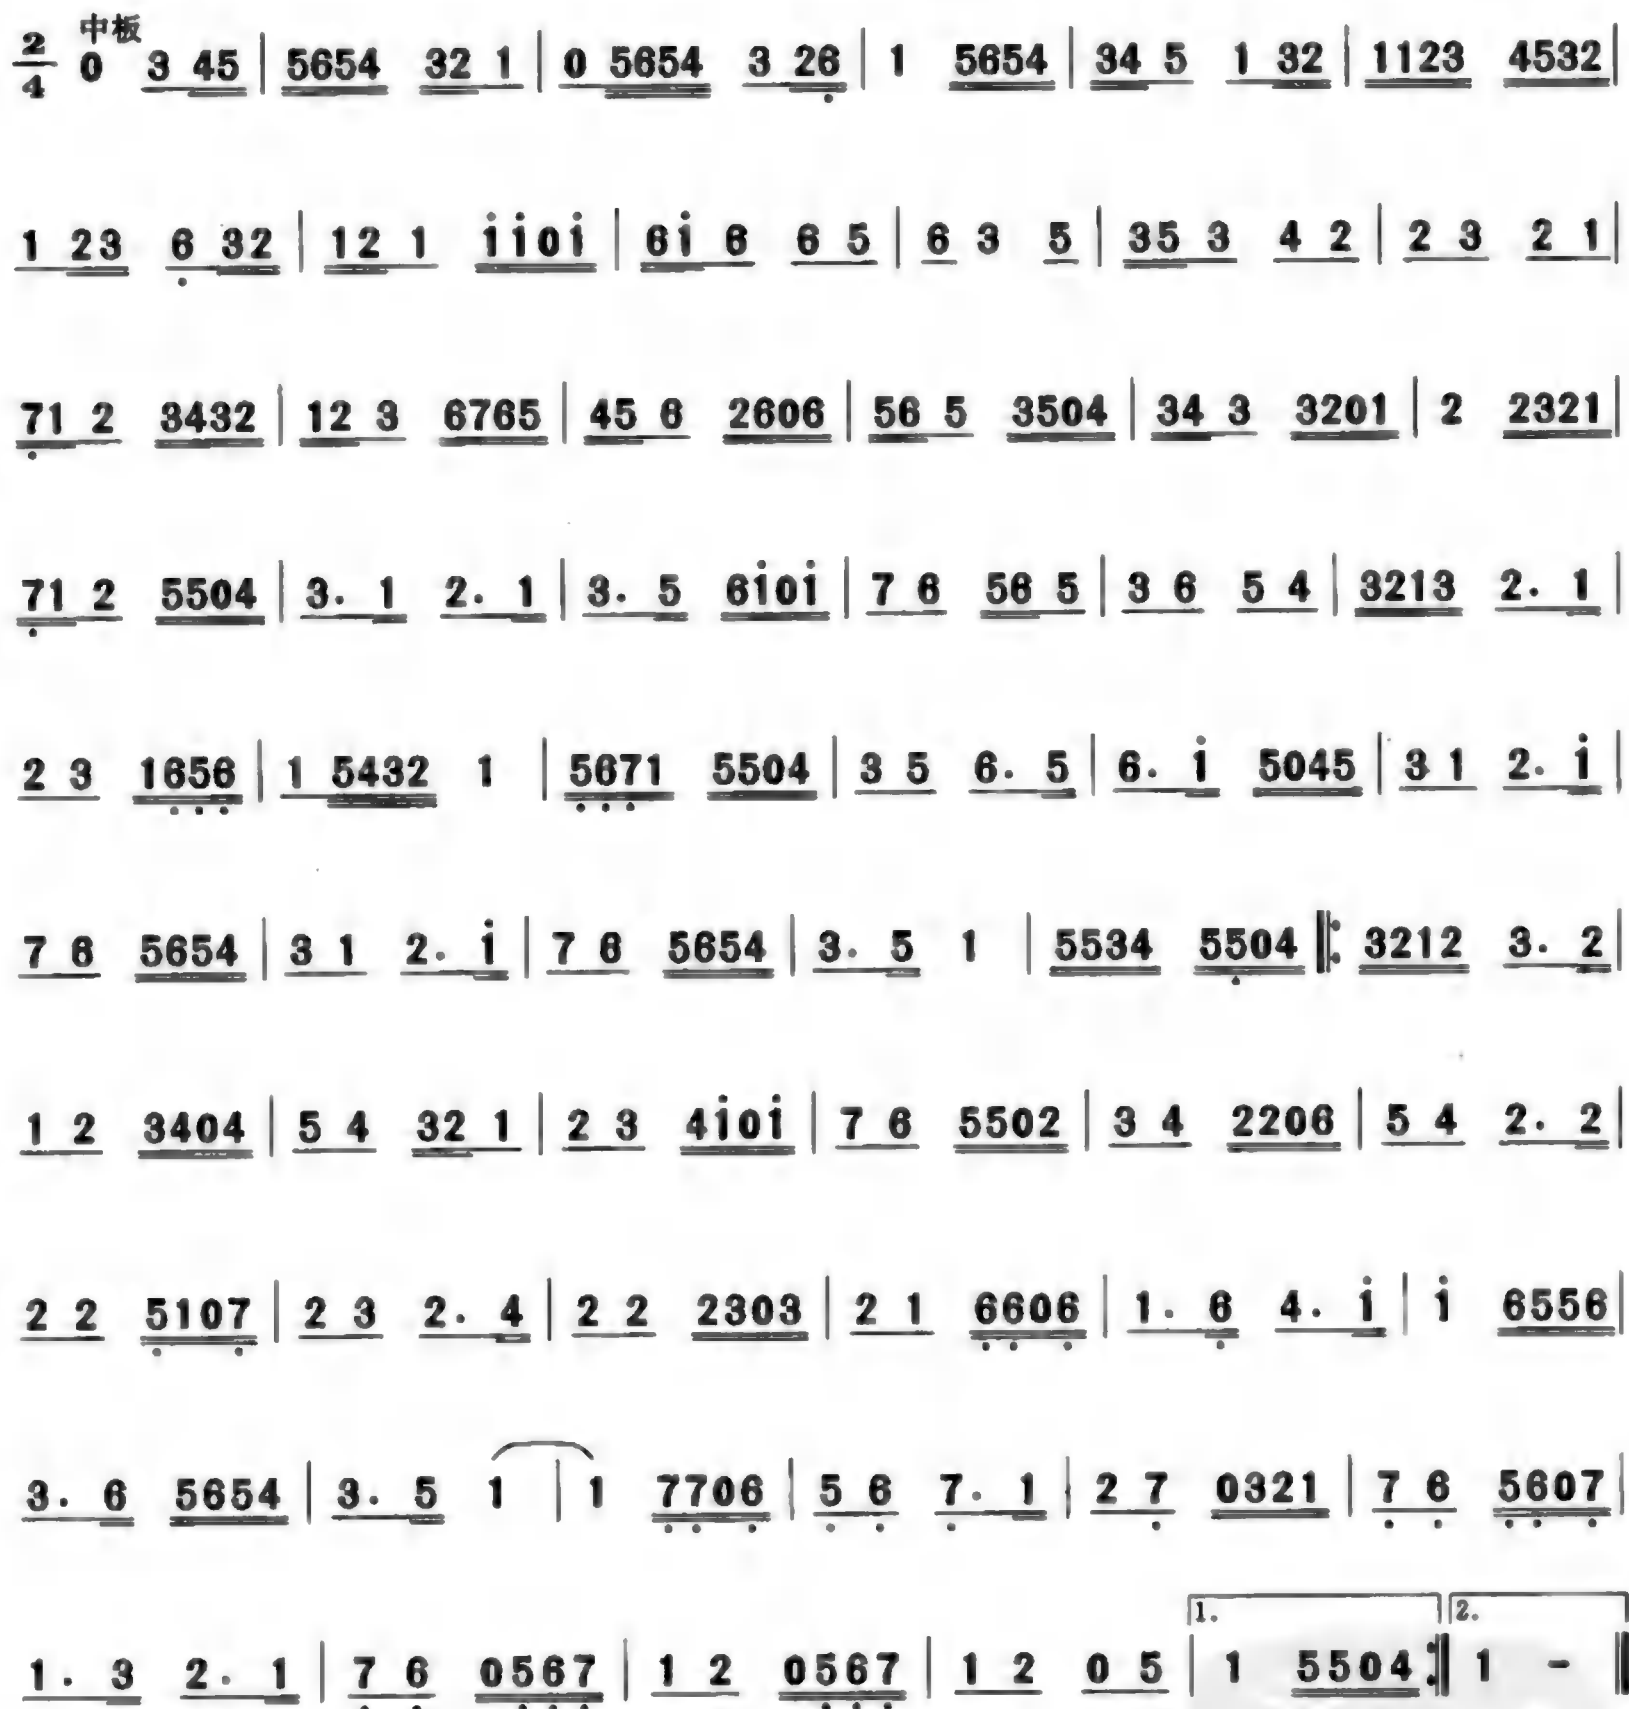 2/4 中板 0 3 45 | 5654 32 1 | 0 5654 3 26 | 1 5654 | 34 5 1 32 | 1123 4532 |
1 23 6 32 | 12 1 i i 0 i | 6 i 6 6 5 | 6 3 5 | 35 3 4 2 | 2 3 2 1 |
71 2 3432 | 12 3 6765 | 45 6 2606 | 56 5 3504 | 34 3 3201 | 2 2321 |
71 2 5504 | 3. 1 2. 1 | 3. 5 6i0i | 7 6 56 5 | 3 6 5 4 | 3213 2. 1 |
2 3 1656 | 1 5432 1 | 5671 5504 | 3 5 6. 5 | 6. i 5045 | 3 1 2. i |
7 6 5654 | 3 1 2. i | 7 6 5654 | 3. 5 1 | 5534 5504 ‖: 3212 3. 2 |
1 2 3404 | 5 4 32 1 | 2 3 4i0i | 7 6 5502 | 3 4 2206 | 5 4 2. 2 |
2 2 5107 | 2 3 2. 4 | 2 2 2303 | 2 1 6606 | 1. 6 4. i | i 6556 |
3. 6 5654 | 3. 5 1 | 1 7706 | 5 6 7. 1 | 2 7 0321 | 7 6 5607 |
1. 3 2. 1 | 7 6 0567 | 1 2 0567 | 1 2 0 5 | 1. 1 5504 :‖ 2. 1 - ‖